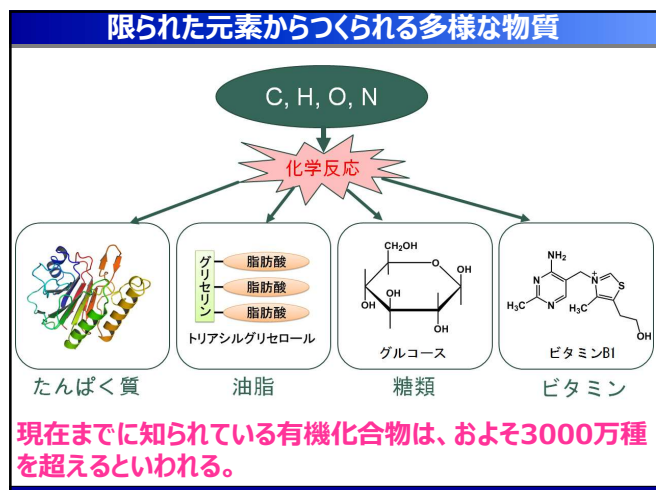 限られた元素からつくられる多様な物質
C, H, O, N
化学反応
グリセリン
脂肪酸
脂肪酸
脂肪酸
トリアシルグリセロール
CH₂OH
O
OH
OH
OH
OH
グルコース
NH₂
N
N
H₃C
N
+
S
CH₃
OH
ビタミンB1
たんぱく質
油脂
糖類
ビタミン
現在までに知られている有機化合物は、およそ3000万種
を超えるといわれる。